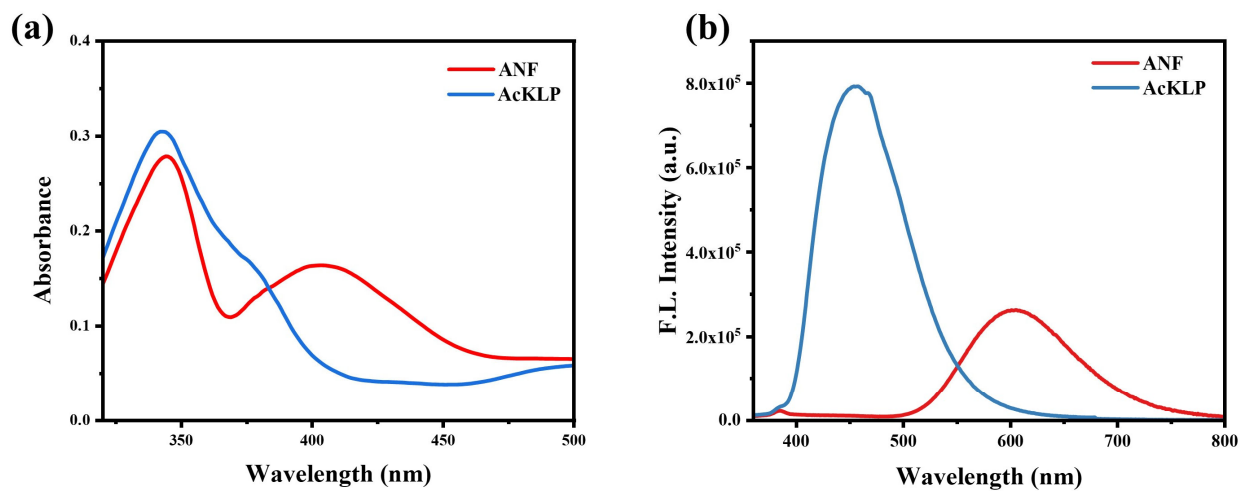 (a)
0.4
0.3
0.2
0.1
0.0
Absorbance
ANF
AcKLP
350
400
450
500
Wavelength (nm)
(b)
8.0x10⁵
6.0x10⁵
4.0x10⁵
2.0x10⁵
0.0
F.L. Intensity (a.u.)
ANF
AcKLP
400
500
600
700
800
Wavelength (nm)